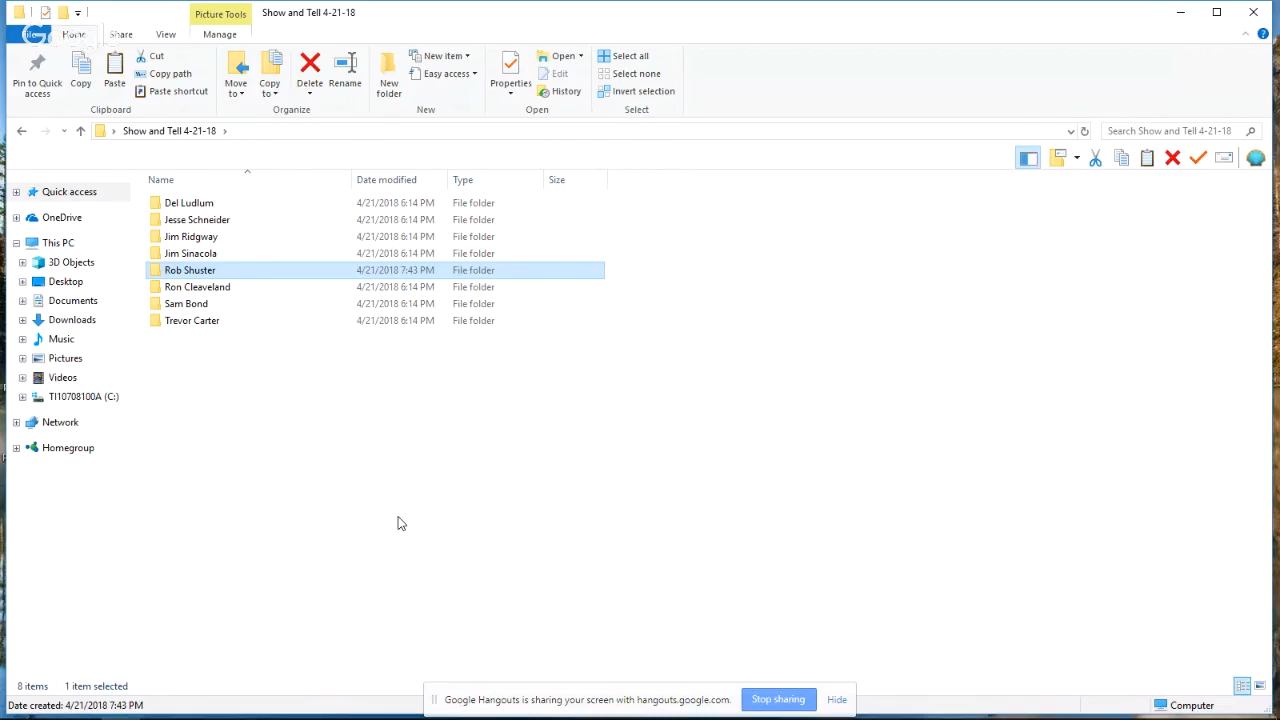 Picture Tools
Show and Tell 4-21-18
File
Home
Share
View
Manage
Pin to Quick access
Copy
Paste
Cut
Copy path
Paste shortcut
Clipboard
Move to
Copy to
Delete
Rename
Organize
New folder
New item
Easy access
New
Properties
Open
Edit
History
Open
Select all
Select none
Invert selection
Select
Show and Tell 4-21-18
Search Show and Tell 4-21-18
Name Date modified Type Size
Quick access
OneDrive
This PC
3D Objects
Desktop
Documents
Downloads
Music
Pictures
Videos
TI10708100A (C:)
Network
Homegroup
Del Ludlum 4/21/2018 6:14 PM File folder
Jesse Schneider 4/21/2018 6:14 PM File folder
Jim Ridgway 4/21/2018 6:14 PM File folder
Jim Sinacola 4/21/2018 6:14 PM File folder
Rob Shuster 4/21/2018 7:43 PM File folder
Ron Cleaveland 4/21/2018 6:14 PM File folder
Sam Bond 4/21/2018 6:14 PM File folder
Trevor Carter 4/21/2018 6:14 PM File folder
8 items 1 item selected
Google Hangouts is sharing your screen with hangouts.google.com. Stop sharing Hide
Date created: 4/21/2018 7:43 PM
Computer